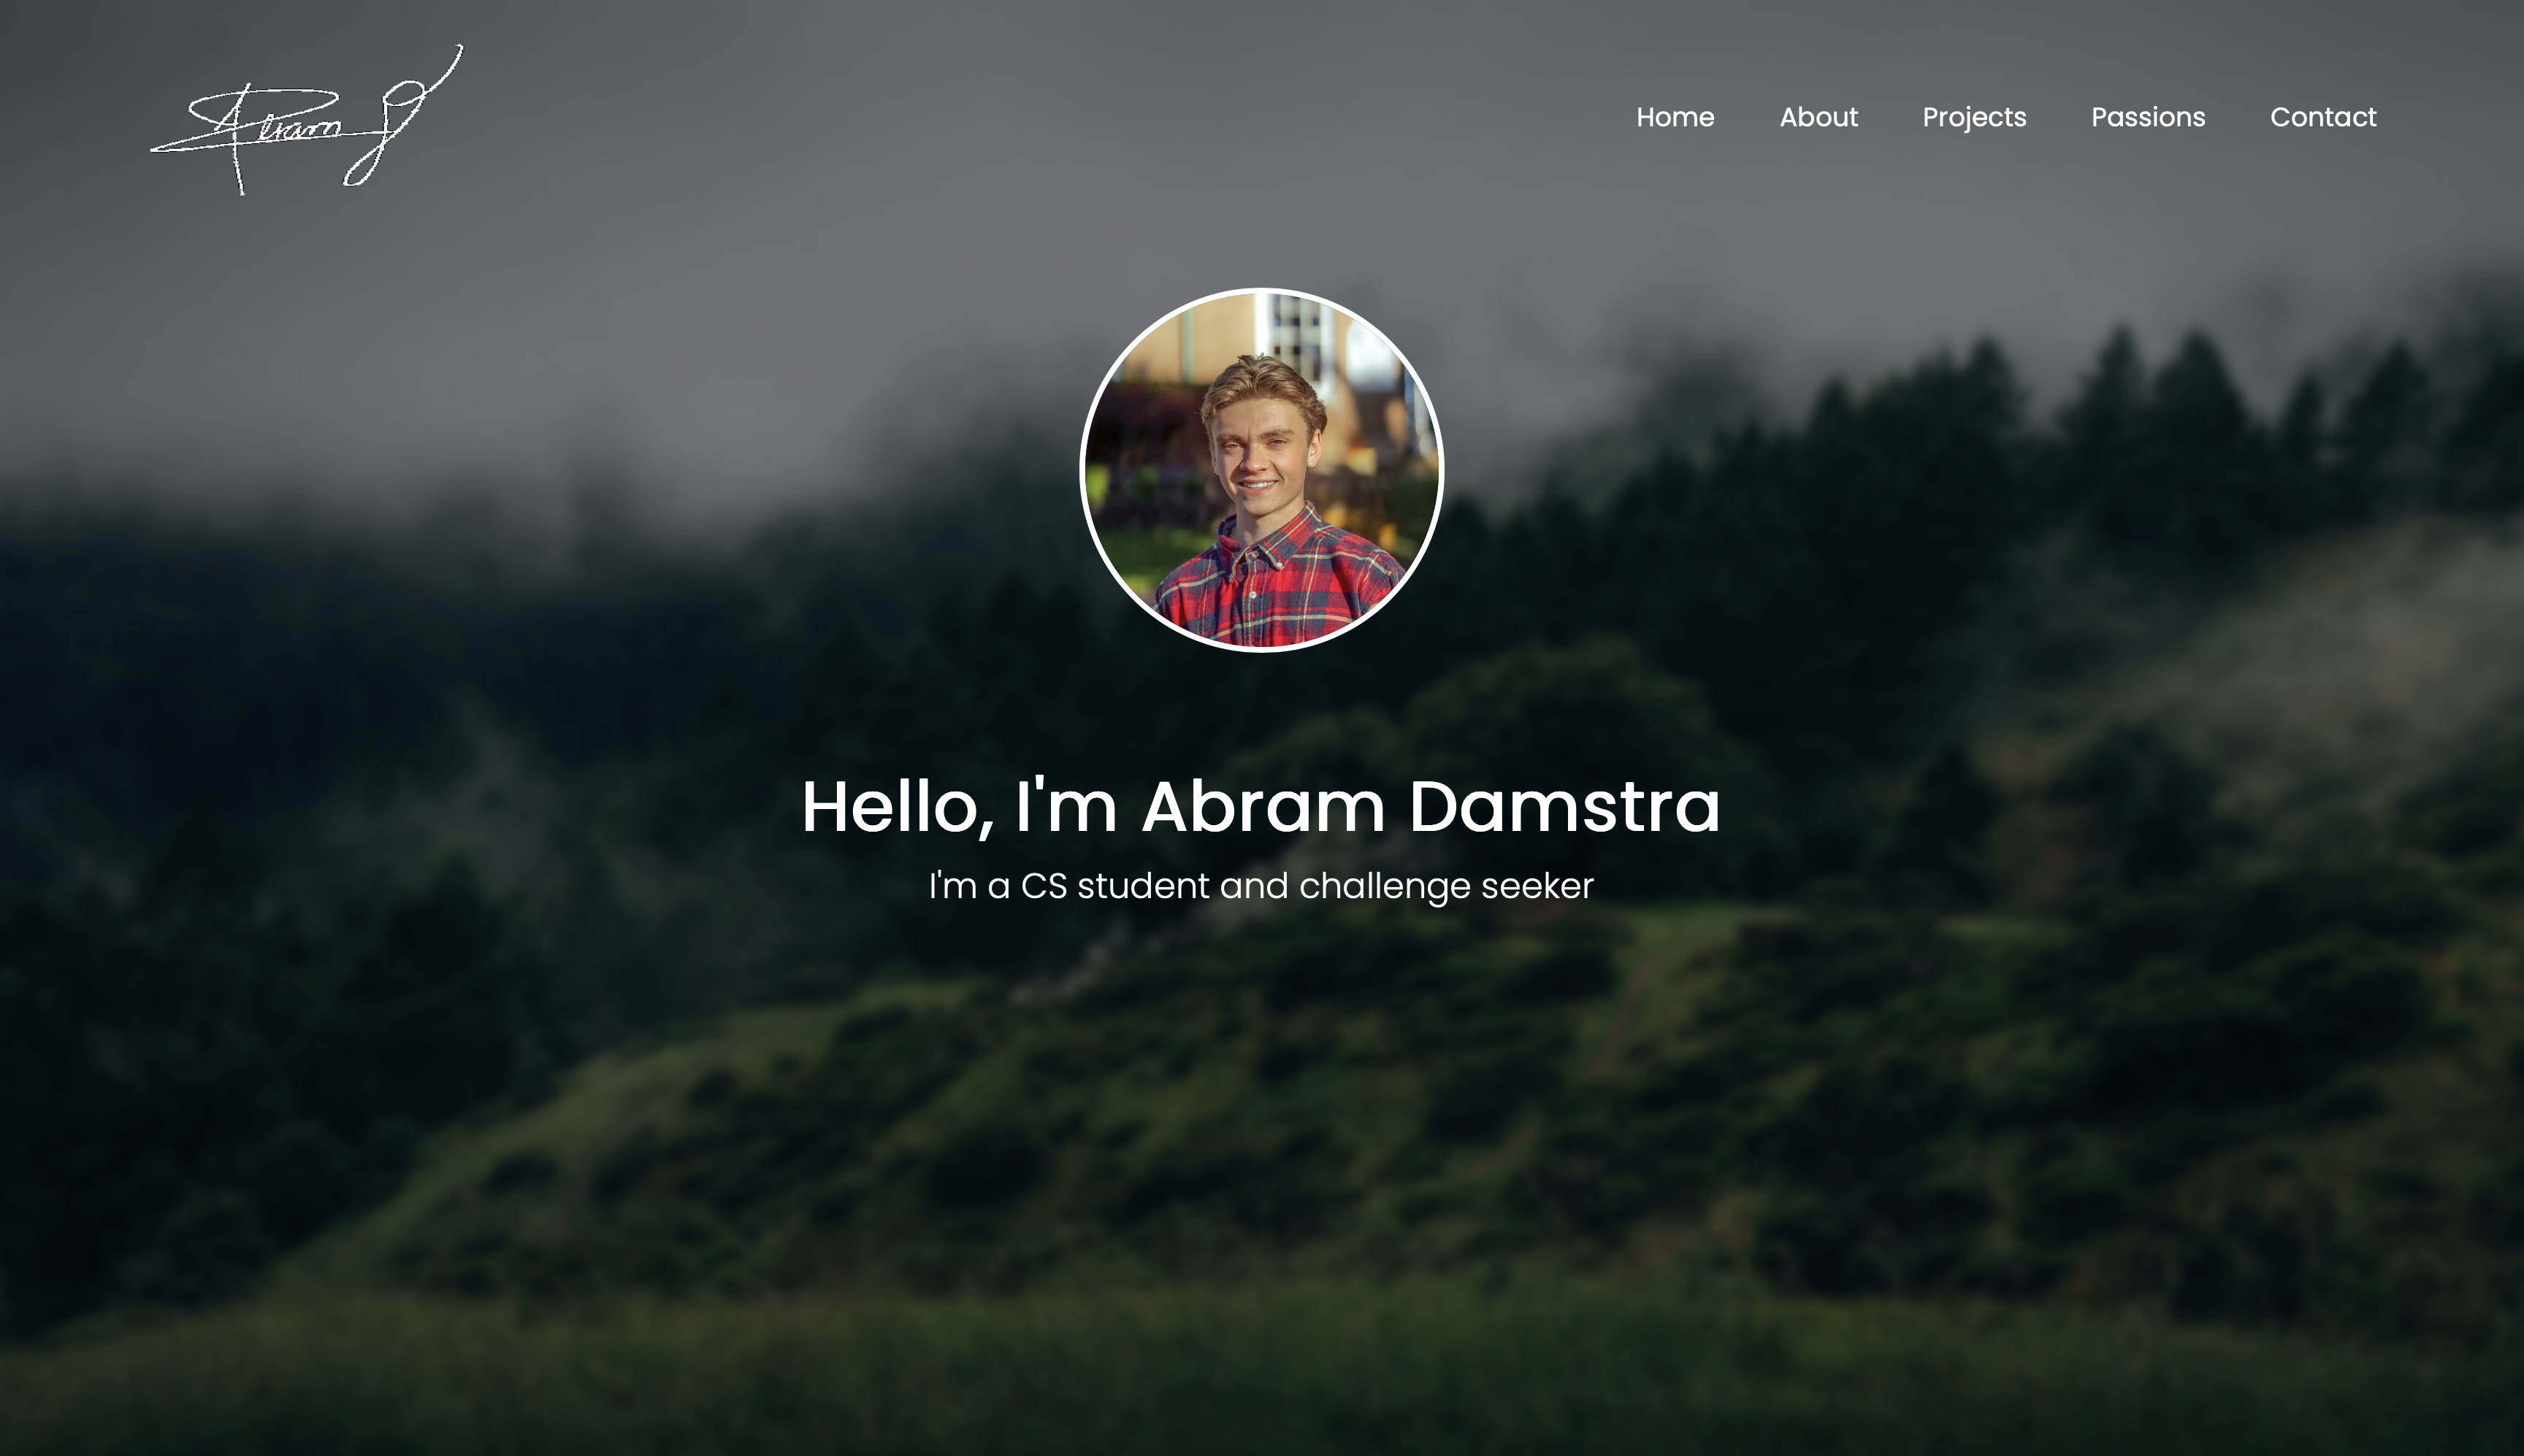 Abram D
Home About Projects Passions Contact
Hello, I'm Abram Damstra
I'm a CS student and challenge seeker